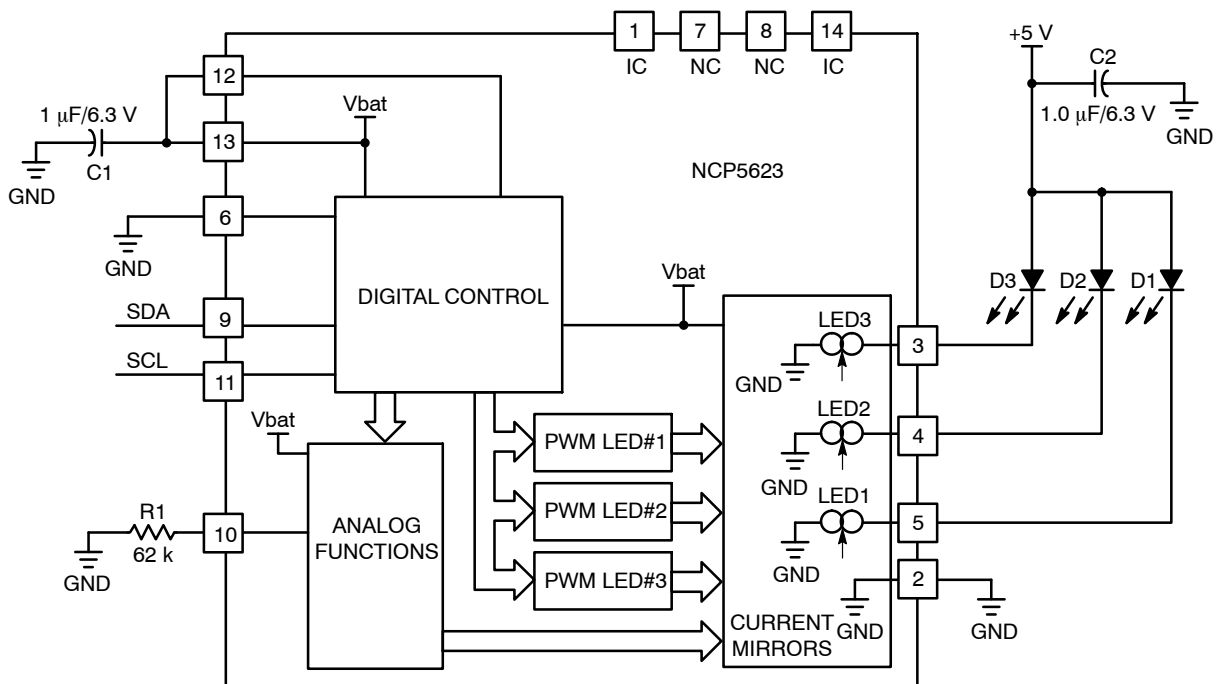 1
7
8
14
IC
NC
NC
IC
+5 V
C2
1.0 μF/6.3 V
GND
12
Vbat
1 μF/6.3 V
13
C1
GND
NCP5623
6
GND
DIGITAL CONTROL
Vbat
SDA
9
SCL
11
D3
D2
D1
LED3
3
GND
LED2
4
GND
LED1
5
GND
2
GND
GND
Vbat
PWM LED#1
PWM LED#2
PWM LED#3
R1
62 k
10
GND
ANALOG
FUNCTIONS
CURRENT
MIRRORS